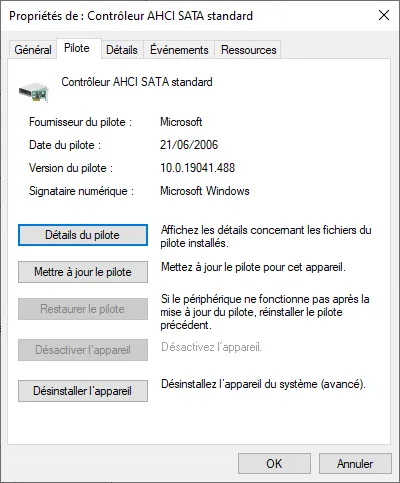 Propriétés de : Contrôleur AHCI SATA standard
Général Pilote Détails Événements Ressources
Contrôleur AHCI SATA standard
Fournisseur du pilote : Microsoft
Date du pilote : 21/06/2006
Version du pilote : 10.0.19041.488
Signataire numérique : Microsoft Windows
Détails du pilote
Affichez les détails concernant les fichiers du
pilote installés.
Mettre à jour le pilote
Mettez à jour le pilote pour cet appareil.
Restaurer le pilote
Si le périphérique ne fonctionne pas après la
mise à jour du pilote, réinstaller le pilote
précédent.
Désactiver l'appareil
Désactivez l'appareil.
Désinstaller l'appareil
Désinstallez l'appareil du système (avancé).
OK Annuler